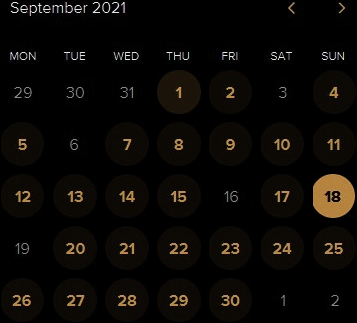 September 2021 < >
MON TUE WED THU FRI SAT SUN
29 30 31 1 2 3 4
5 6 7 8 9 10 11
12 13 14 15 16 17 18
19 20 21 22 23 24 25
26 27 28 29 30 1 2